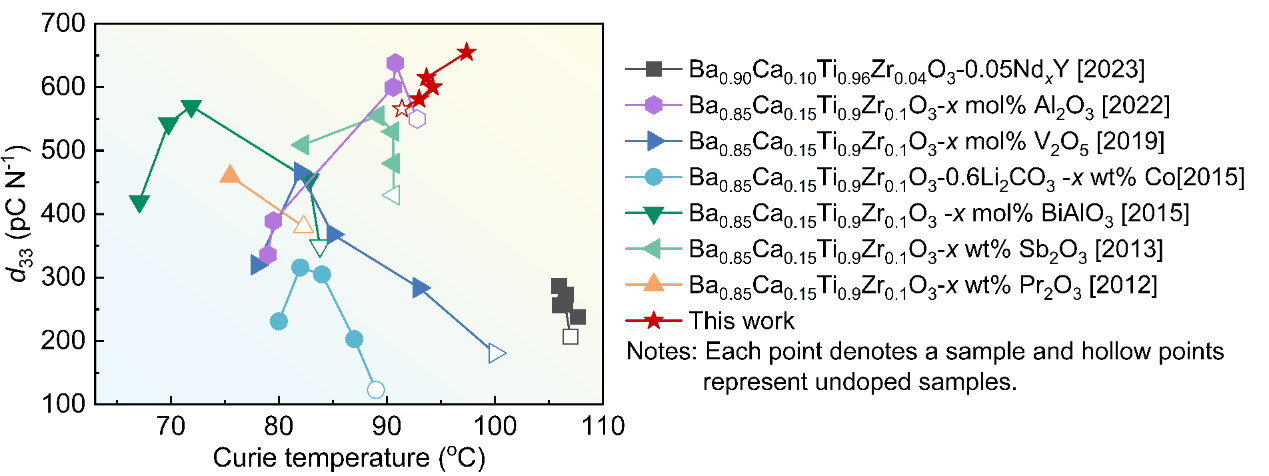 700
600
500
400
300
200
100
d₃₃ (pC N⁻¹)
70
80
90
100
110
Curie temperature (ᵒC)
Ba₀.₉₀Ca₀.₁₀Ti₀.₉₆Zr₀.₀₄O₃-0.05NdₓY [2023]
Ba₀.₈₅Ca₀.₁₅Ti₀.₉Zr₀.₁O₃-x mol% Al₂O₃ [2022]
Ba₀.₈₅Ca₀.₁₅Ti₀.₉Zr₀.₁O₃-x mol% V₂O₅ [2019]
Ba₀.₈₅Ca₀.₁₅Ti₀.₉Zr₀.₁O₃-0.6Li₂CO₃ -x wt% Co[2015]
Ba₀.₈₅Ca₀.₁₅Ti₀.₉Zr₀.₁O₃ -x mol% BiAlO₃ [2015]
Ba₀.₈₅Ca₀.₁₅Ti₀.₉Zr₀.₁O₃-x wt% Sb₂O₃ [2013]
Ba₀.₈₅Ca₀.₁₅Ti₀.₉Zr₀.₁O₃-x wt% Pr₂O₃ [2012]
This work
Notes: Each point denotes a sample and hollow points
represent undoped samples.